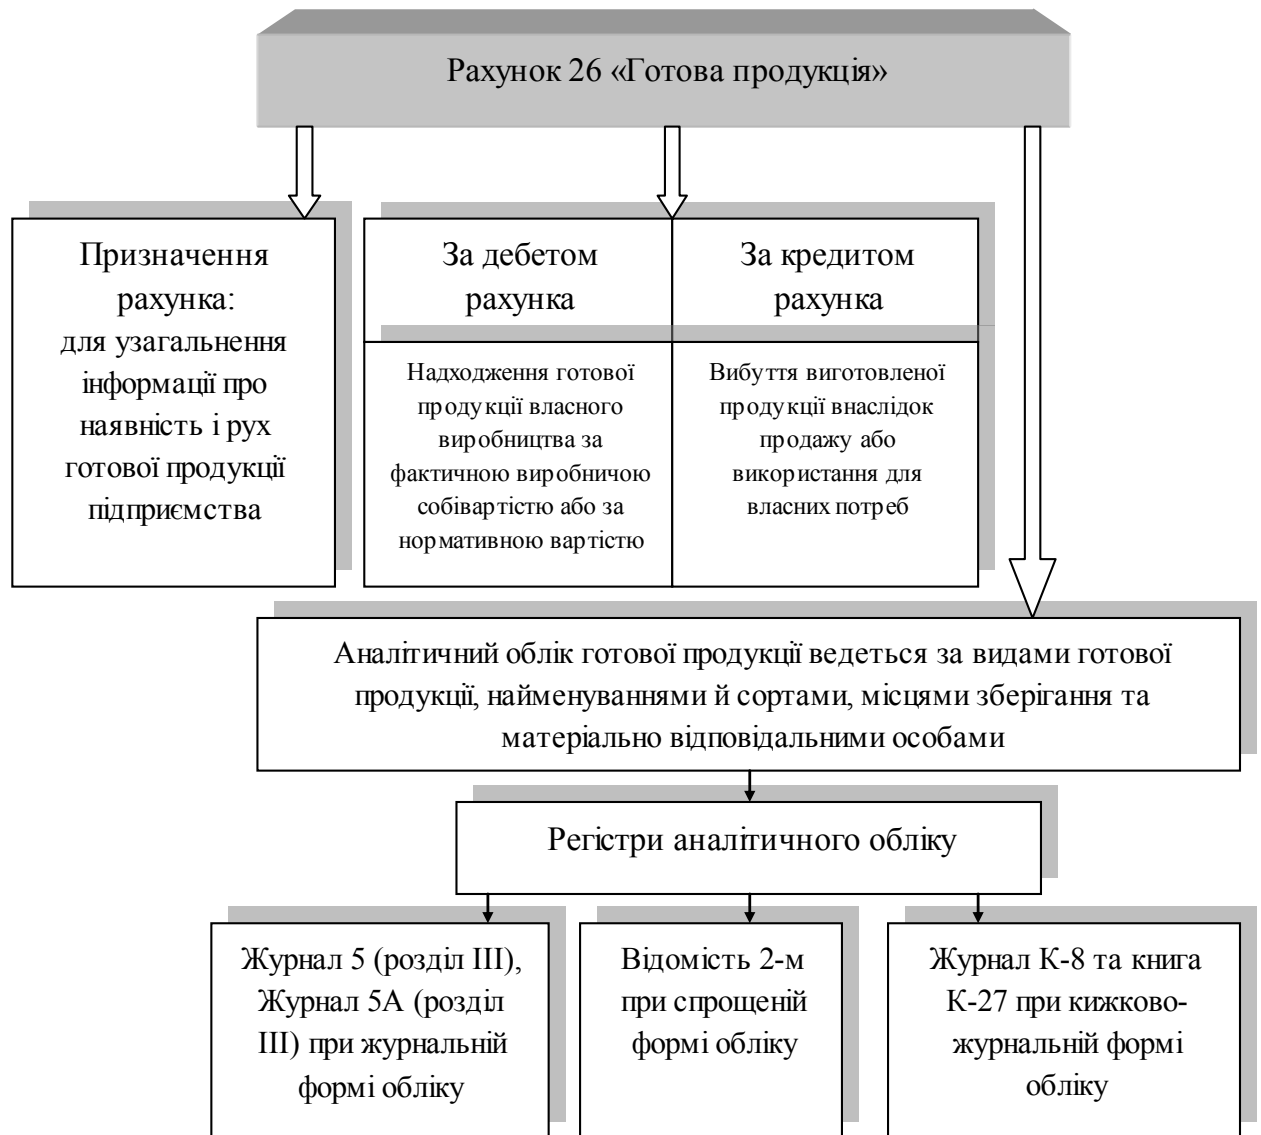 Рахунок 26 «Готова продукція»
Призначення
рахунка:
для узагальнення
інформації про
наявність і рух
готової продукції
підприємства
За дебетом
рахунка
За кредитом
рахунка
Надходження готової
продукції власного
виробництва за
фактичною виробничою
собівартістю або за
нормативною вартістю
Вибуття виготовленої
продукції внаслідок
продажу або
використання для
власних потреб
Аналітичний облік готової продукції ведеться за видами готової
продукції, найменуваннями й сортами, місцями зберігання та
матеріально відповідальними особами
Регістри аналітичного обліку
Журнал 5 (розділ ІІІ),
Журнал 5А (розділ
ІІІ) при журнальній
формі обліку
Відомість 2-м
при спрощеній
формі обліку
Журнал К-8 та книга
К-27 при кижково-
журнальній формі
обліку